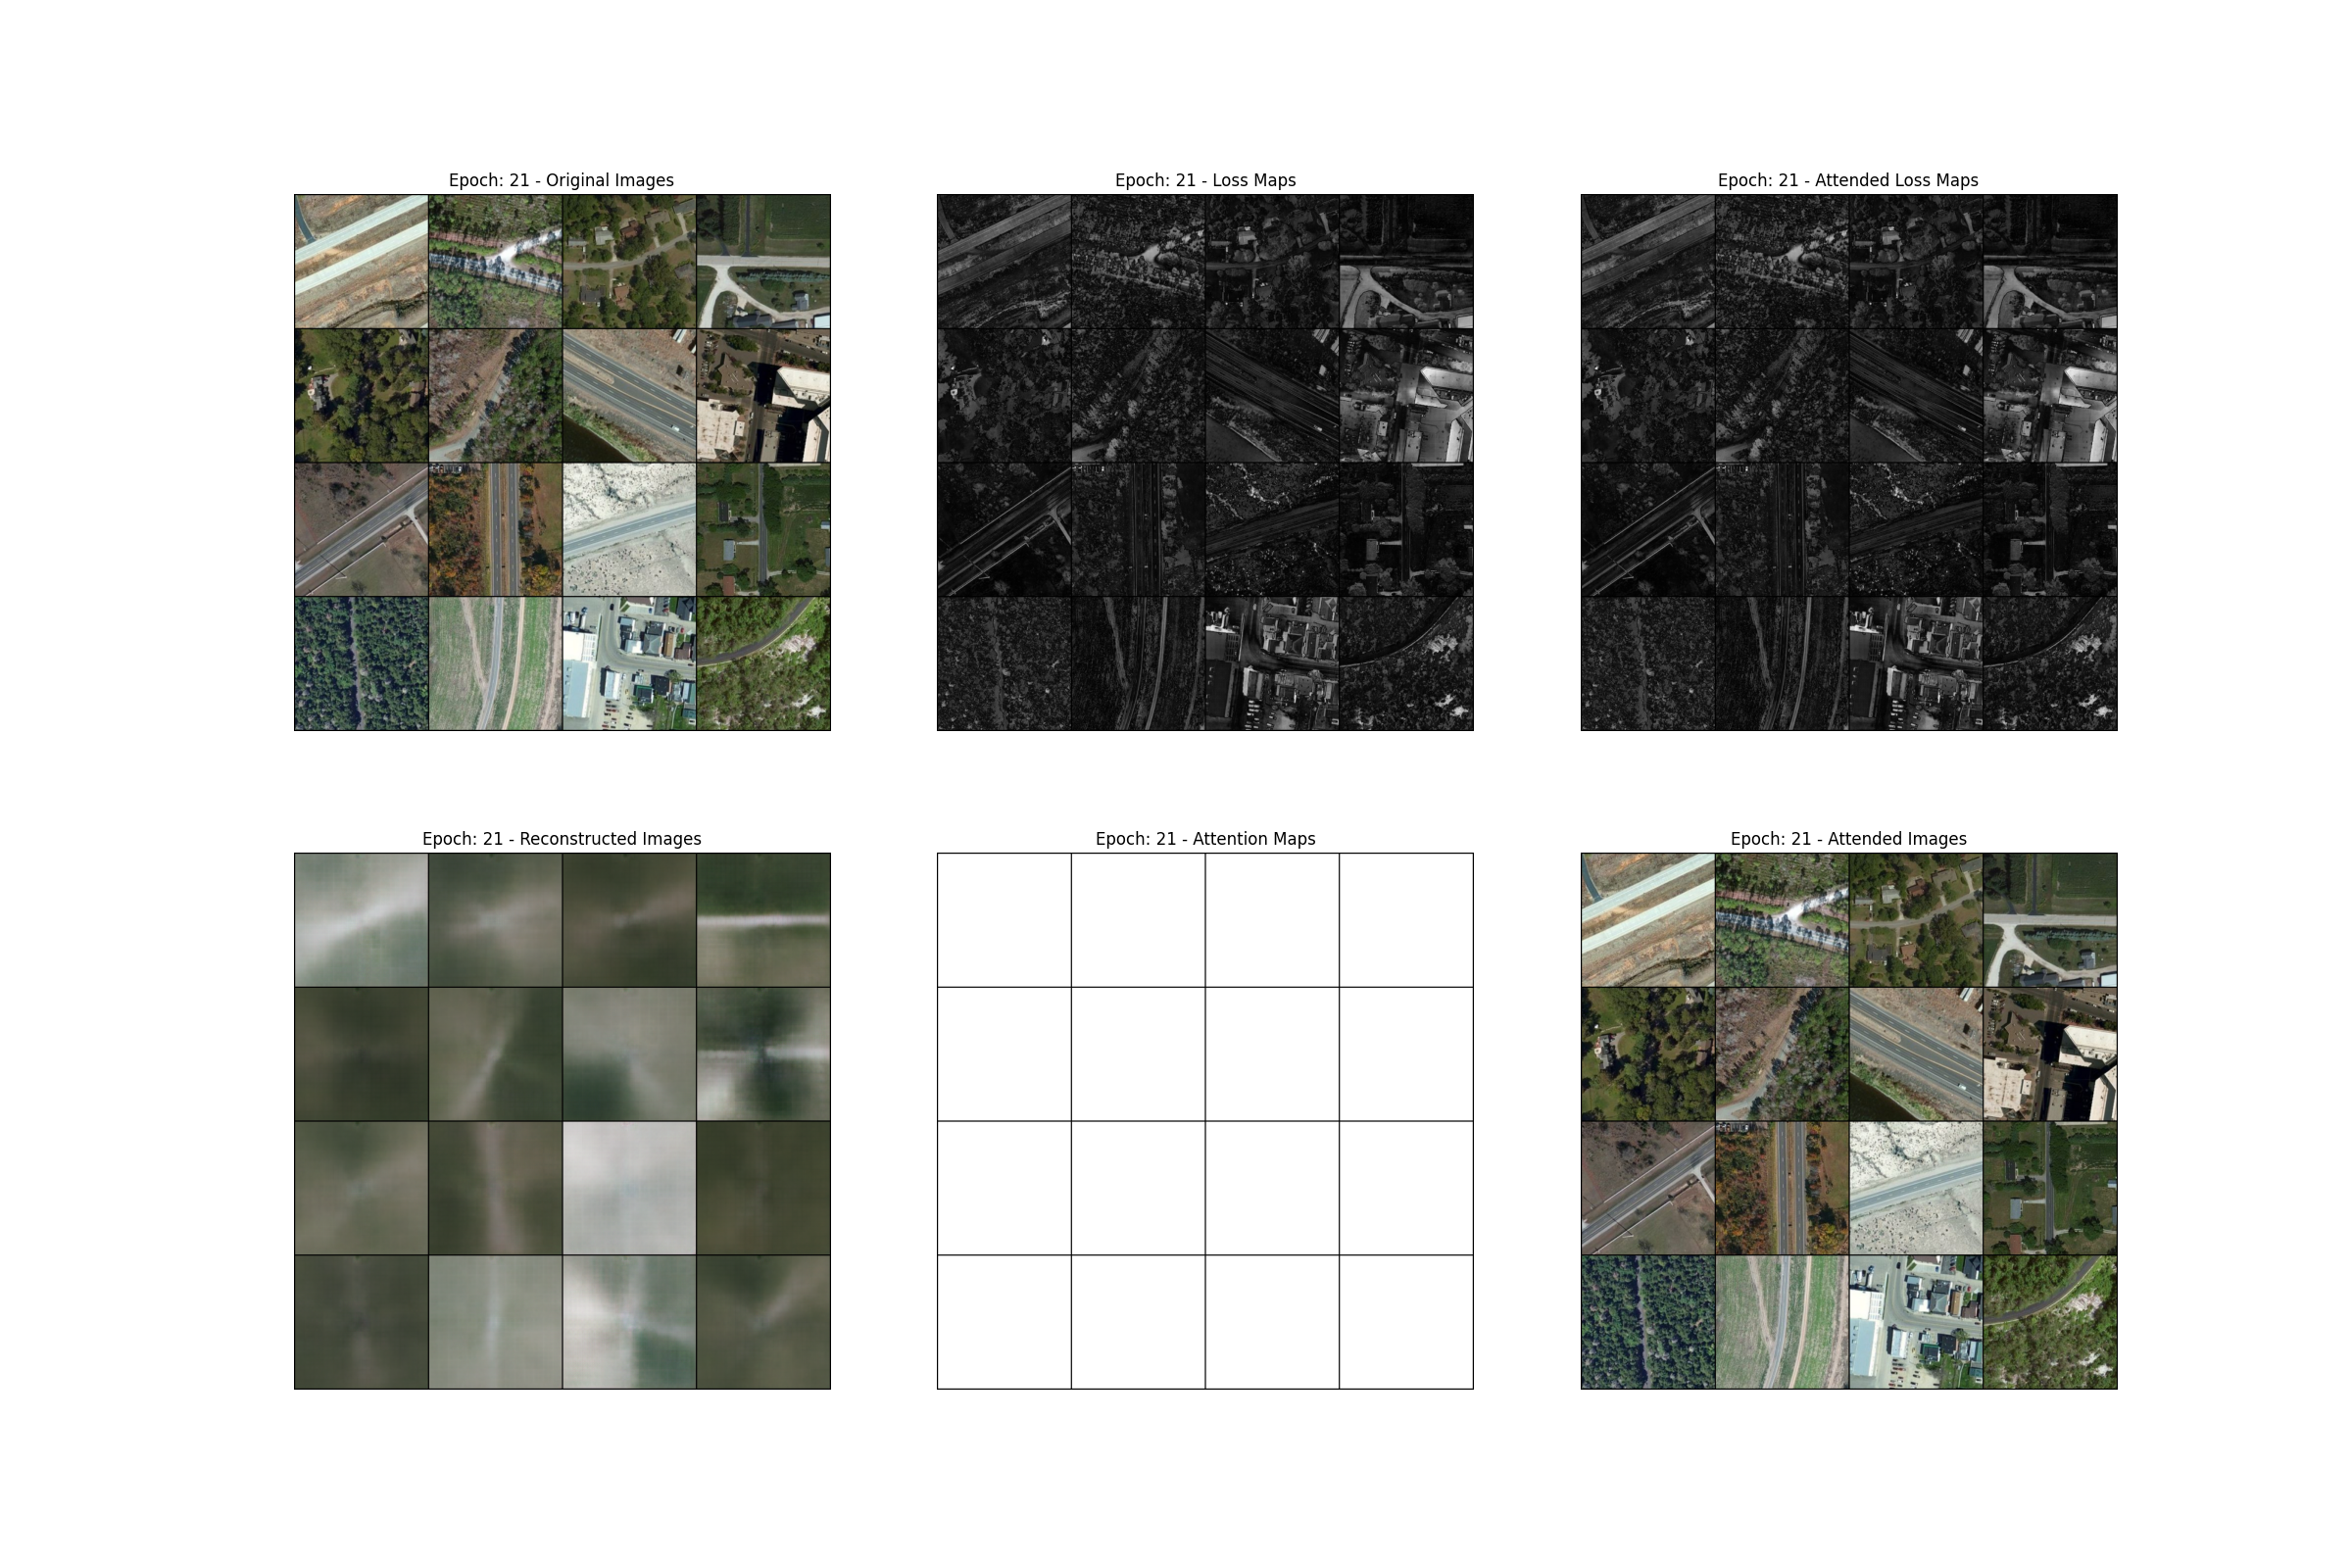 Epoch: 21 - Original Images
Epoch: 21 - Loss Maps
Epoch: 21 - Attended Loss Maps
Epoch: 21 - Reconstructed Images
Epoch: 21 - Attention Maps
Epoch: 21 - Attended Images